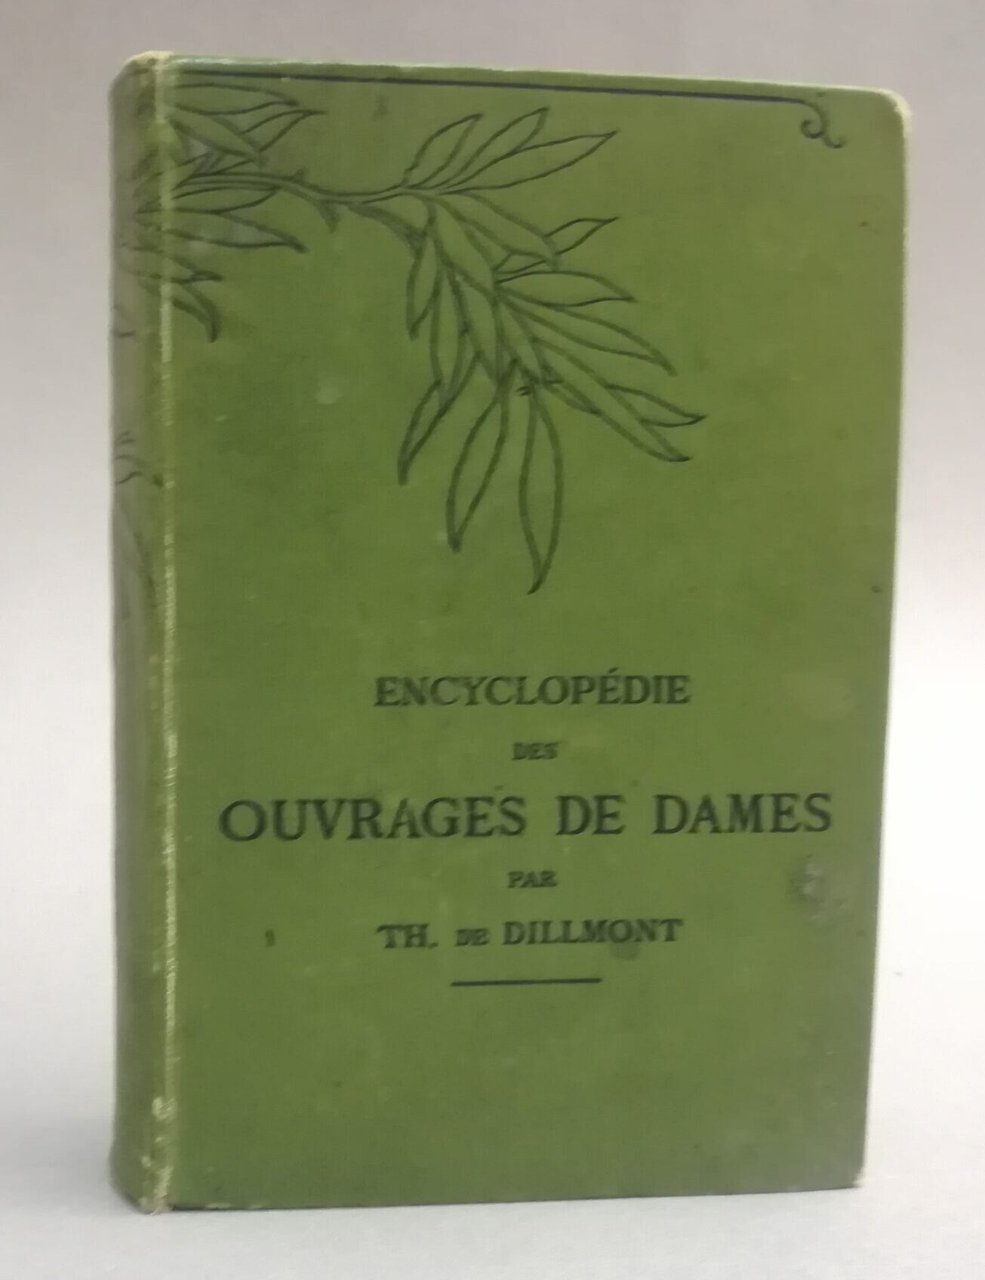 ENCYCLOPÉDIE
DES
OUVRAGES DE DAMES
PAR
TH. DE DILLMONT